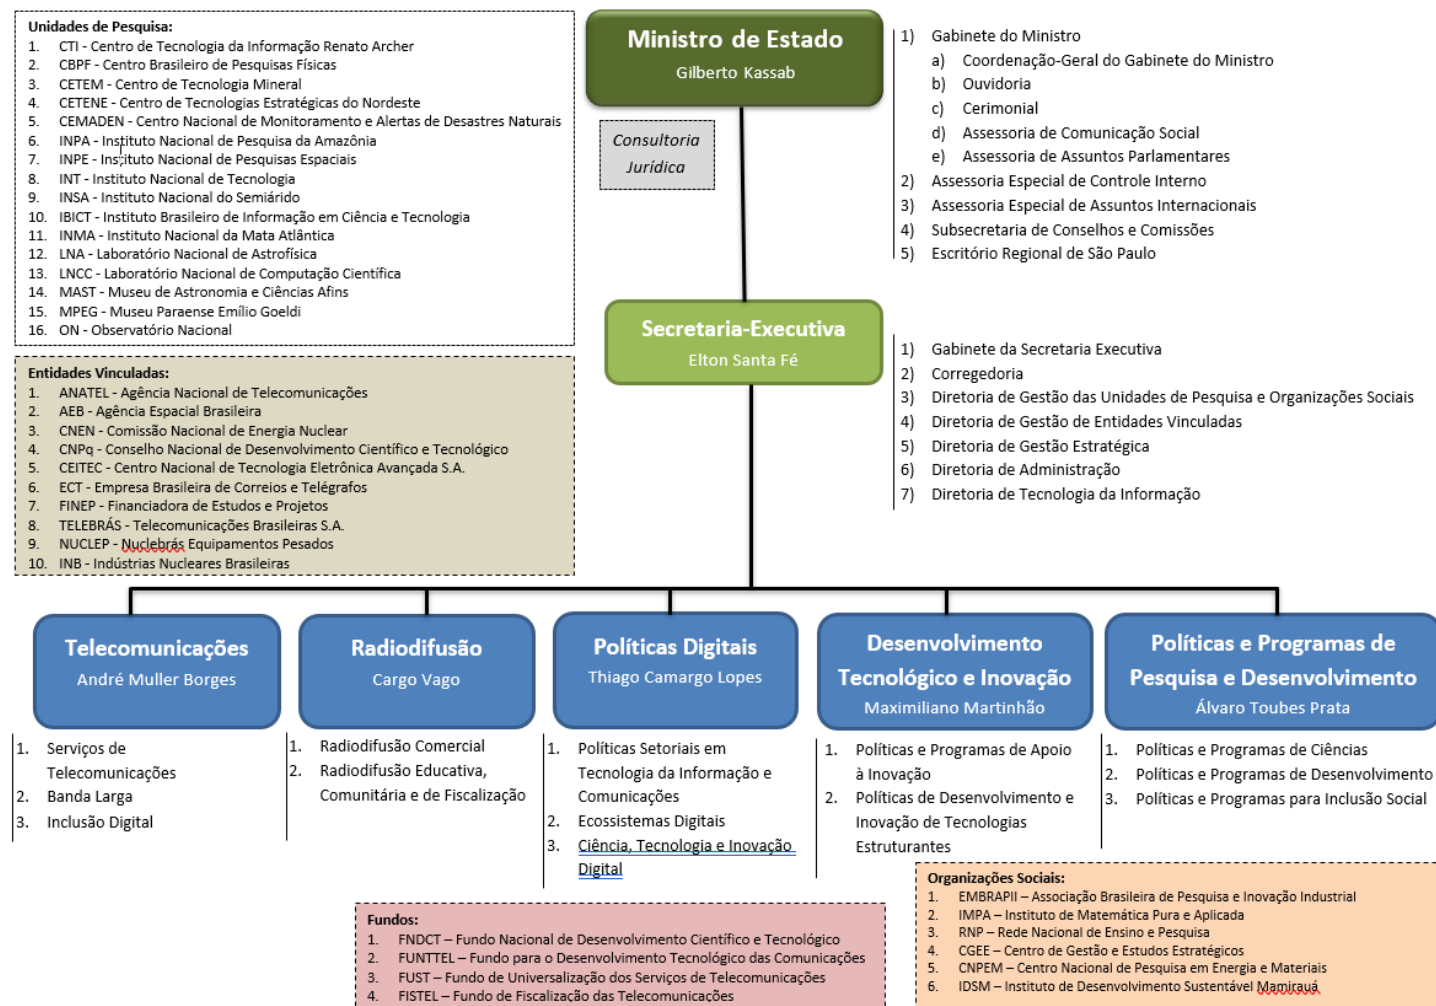 Unidades de Pesquisa:
1. CTI - Centro de Tecnologia da Informação Renato Archer
2. CBPF - Centro Brasileiro de Pesquisas Físicas
3. CETEM - Centro de Tecnologia Mineral
4. CETENE - Centro de Tecnologias Estratégicas do Nordeste
5. CEMADEN - Centro Nacional de Monitoramento e Alertas de Desastres Naturais
6. INPA - Instituto Nacional de Pesquisa da Amazônia
7. INPE - Instituto Nacional de Pesquisas Espaciais
8. INT - Instituto Nacional de Tecnologia
9. INSA - Instituto Nacional do Semiárido
10. IBICT - Instituto Brasileiro de Informação em Ciência e Tecnologia
11. INMA - Instituto Nacional da Mata Atlântica
12. LNA - Laboratório Nacional de Astrofísica
13. LNCC - Laboratório Nacional de Computação Científica
14. MAST - Museu de Astronomia e Ciências Afins
15. MPEG - Museu Paraense Emílio Goeldi
16. ON - Observatório Nacional
Ministro de Estado
Gilberto Kassab
Consultoria
Jurídica
1) Gabinete do Ministro
a) Coordenação-Geral do Gabinete do Ministro
b) Ouvidoria
c) Cerimonial
d) Assessoria de Comunicação Social
e) Assessoria de Assuntos Parlamentares
2) Assessoria Especial de Controle Interno
3) Assessoria Especial de Assuntos Internacionais
4) Subsecretaria de Conselhos e Comissões
5) Escritório Regional de São Paulo
Secretaria-Executiva
Elton Santa Fé
1) Gabinete da Secretaria Executiva
2) Corregedoria
3) Diretoria de Gestão das Unidades de Pesquisa e Organizações Sociais
4) Diretoria de Gestão de Entidades Vinculadas
5) Diretoria de Gestão Estratégica
6) Diretoria de Administração
7) Diretoria de Tecnologia da Informação
Entidades Vinculadas:
1. ANATEL - Agência Nacional de Telecomunicações
2. AEB - Agência Espacial Brasileira
3. CNEN - Comissão Nacional de Energia Nuclear
4. CNPq - Conselho Nacional de Desenvolvimento Científico e Tecnológico
5. CEITEC - Centro Nacional de Tecnologia Eletrônica Avançada S.A.
6. ECT - Empresa Brasileira de Correios e Telégrafos
7. FINEP - Financiadora de Estudos e Projetos
8. TELEBRÁS - Telecomunicações Brasileiras S.A.
9. NUCLEP - Nuclebrás Equipamentos Pesados
10. INB - Indústrias Nucleares Brasileiras
Telecomunicações
André Muller Borges
1. Serviços de
Telecomunicações
2. Banda Larga
3. Inclusão Digital
Radiodifusão
Cargo Vago
1. Radiodifusão Comercial
2. Radiodifusão Educativa,
Comunitária e de Fiscalização
Políticas Digitais
Thiago Camargo Lopes
1. Políticas Setoriais em
Tecnologia da Informação e
Comunicações
2. Ecossistemas Digitais
3. Ciência, Tecnologia e Inovação
Digital
Desenvolvimento
Tecnológico e Inovação
Maximiliano Martinhão
1. Políticas e Programas de Apoio
à Inovação
2. Políticas de Desenvolvimento e
Inovação de Tecnologias
Estruturantes
Políticas e Programas de
Pesquisa e Desenvolvimento
Álvaro Toubes Prata
1. Políticas e Programas de Ciências
2. Políticas e Programas de Desenvolvimento
3. Políticas e Programas para Inclusão Social
Fundos:
1. FNDCT – Fundo Nacional de Desenvolvimento Científico e Tecnológico
2. FUNTTEL – Fundo para o Desenvolvimento Tecnológico das Comunicações
3. FUST – Fundo de Universalização dos Serviços de Telecomunicações
4. FISTEL – Fundo de Fiscalização das Telecomunicações
Organizações Sociais:
1. EMBRAPII – Associação Brasileira de Pesquisa e Inovação Industrial
2. IMPA – Instituto de Matemática Pura e Aplicada
3. RNP – Rede Nacional de Ensino e Pesquisa
4. CGEE – Centro de Gestão e Estudos Estratégicos
5. CNPEM – Centro Nacional de Pesquisa em Energia e Materiais
6. IDSM – Instituto de Desenvolvimento Sustentável Mamirauá